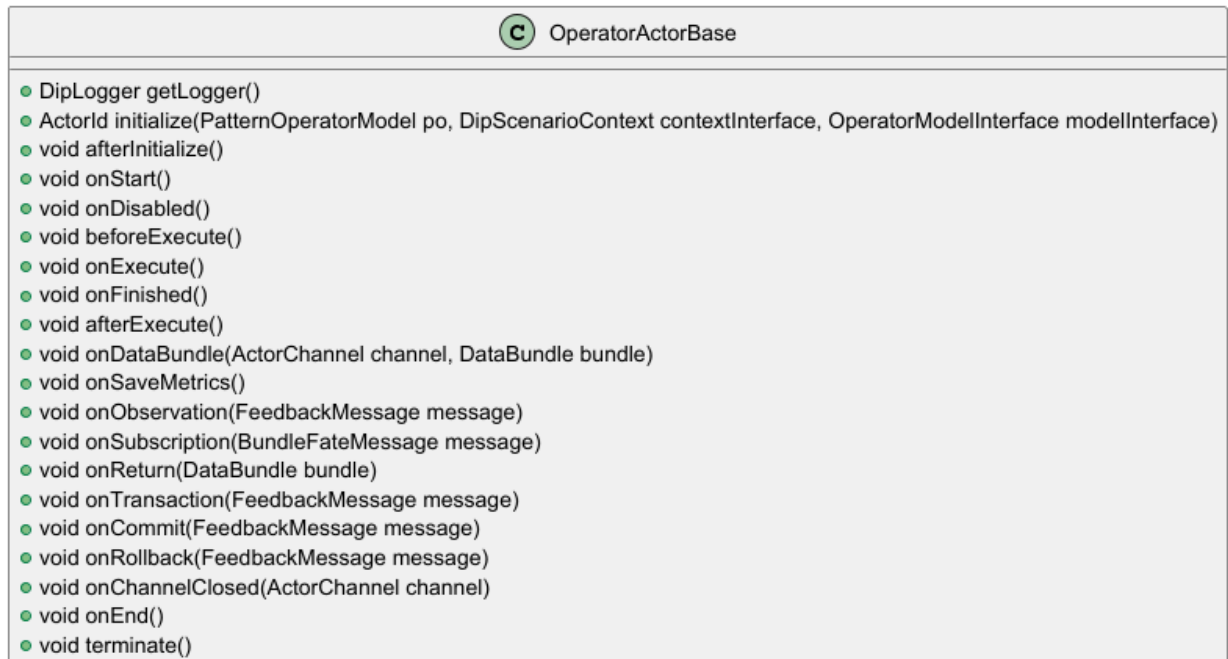 C OperatorActorBase
DipLogger getLogger()
ActorId initialize(PatternOperatorModel po, DipScenarioContext contextInterface, OperatorModelInterface modelInterface)
void afterInitialize()
void onStart()
void onDisabled()
void beforeExecute()
void onExecute()
void onFinished()
void afterExecute()
void onDataBundle(ActorChannel channel, DataBundle bundle)
void onSaveMetrics()
void onObservation(FeedbackMessage message)
void onSubscription(BundleFateMessage message)
void onReturn(DataBundle bundle)
void onTransaction(FeedbackMessage message)
void onCommit(FeedbackMessage message)
void onRollback(FeedbackMessage message)
void onChannelClosed(ActorChannel channel)
void onEnd()
void terminate()